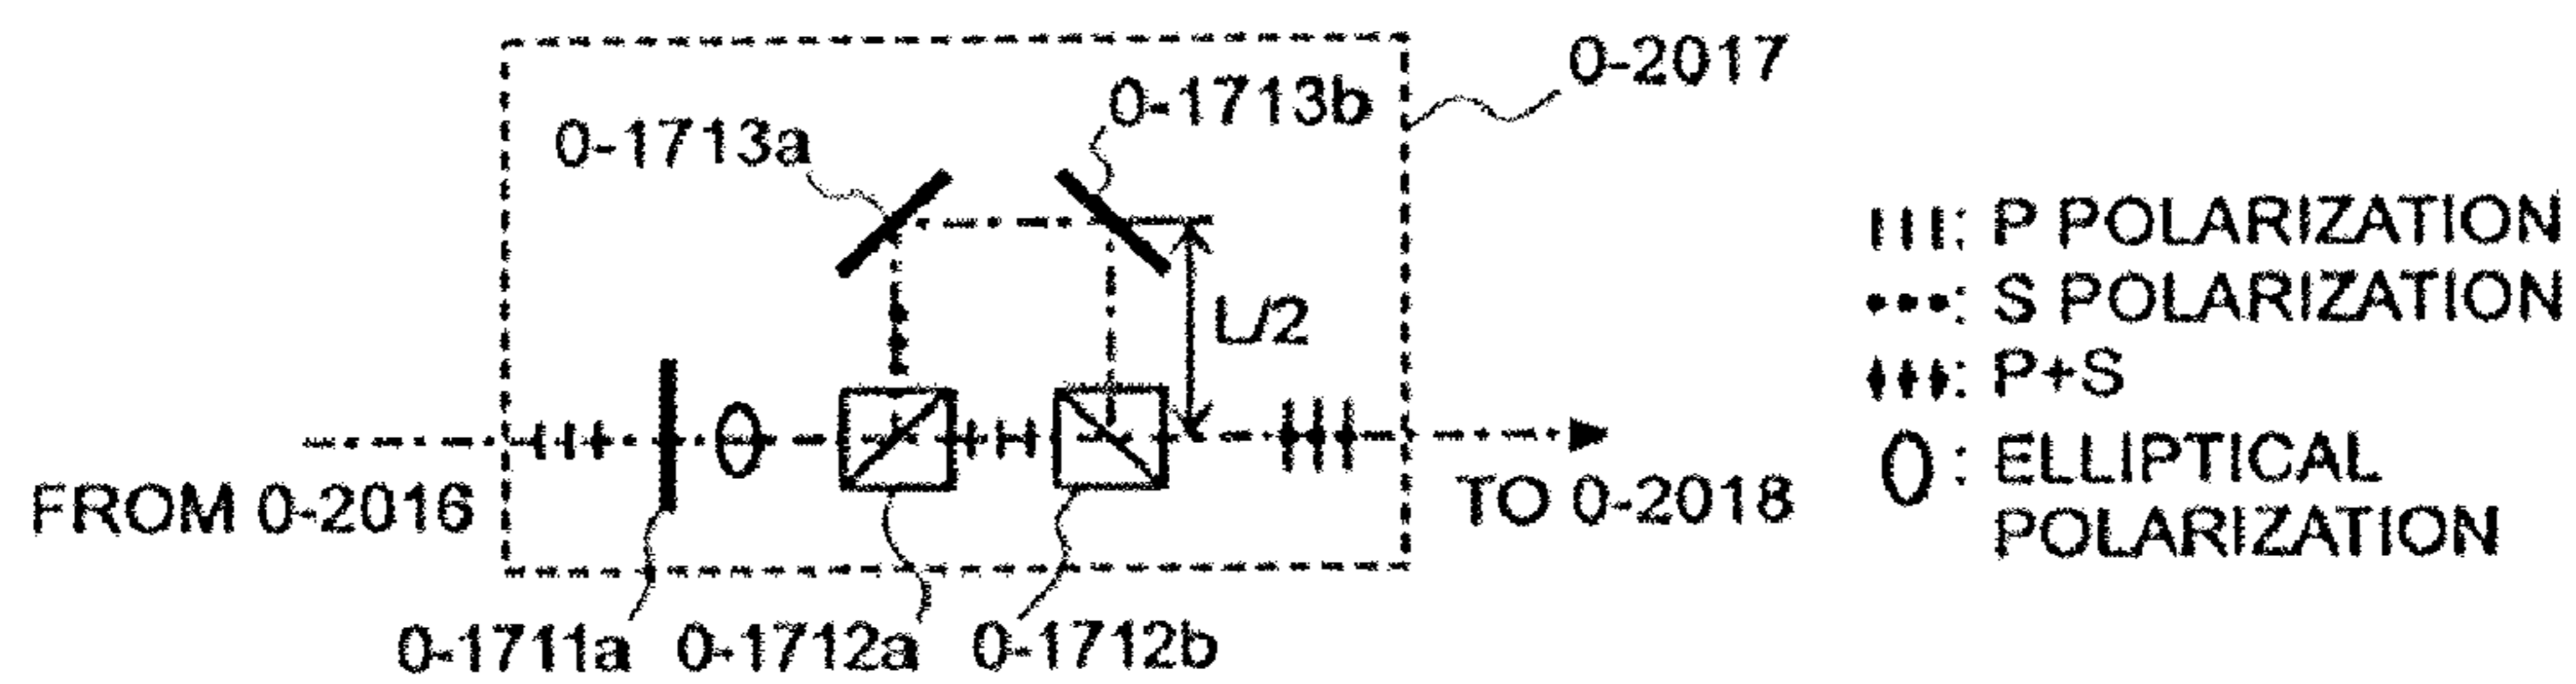 0-2017
0-1713b
0-1713a
L/2
: P POLARIZATION
: S POLARIZATION
: P+S
: ELLIPTICAL
POLARIZATION
FROM 0-2016
TO 0-2018
0-1711a 0-1712a 0-1712b